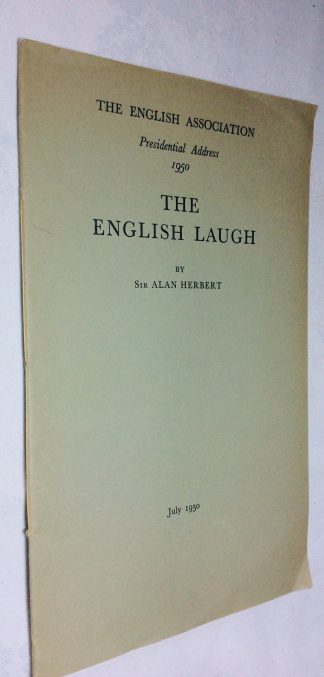 THE ENGLISH ASSOCIATION
Presidential Address
1950
THE
ENGLISH LAUGH
BY
SIR ALAN HERBERT
July 1950